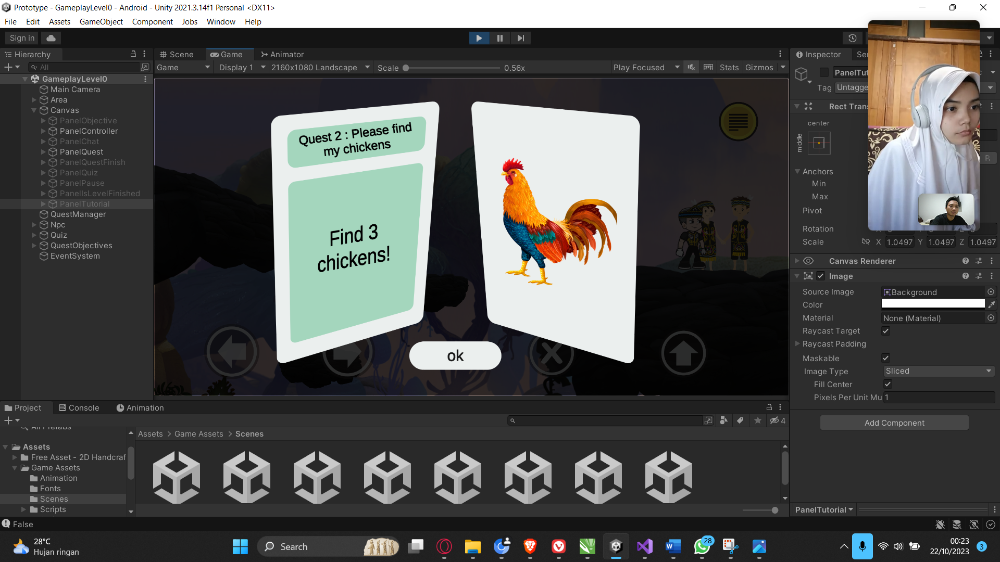 Prototype - GameplayLevel0 - Android - Unity 2021.3.14f1 Personal <DX11>
File Edit Assets GameObject Component Jobs Window Help
Sign in
Hierarchy
All
GameplayLevel0
Main Camera
Area
Canvas
PanelObjective
PanelController
PanelChat
PanelQuest
PanelQuestFinish
PanelQuiz
PanelPause
PanelIsLevelFinished
PanelTutorial
QuestManager
Npc
Quiz
QuestObjectives
EventSystem
Scene Game Animator
Game Display 1 2160x1080 Landscape Scale 0.56x Play Focused Stats Gizmos
Quest 2 : Please find
my chickens
Find 3
chickens!
ok
Inspector Ser
PanelTut
Tag Untagge
Rect Trans
center
middle
Anchors
Min
Max
Pivot
Rotation
Scale X 1.0497 Y 1.0497 Z 1.0497
R
Canvas Renderer
Image
Source Image Background
Color
Material None (Material)
Raycast Target
Raycast Padding
Maskable
Image Type Sliced
Fill Center
Pixels Per Unit Mu 1
Add Component
PanelTutorial
Project Console Animation
4
All Prefabs
Assets
Free Asset - 2D Handcraf
Game Assets
Animation
Fonts
Scenes
Scripts
Assets > Game Assets > Scenes
False
28°C
Hujan ringan
Search
28
00:23
22/10/2023
3